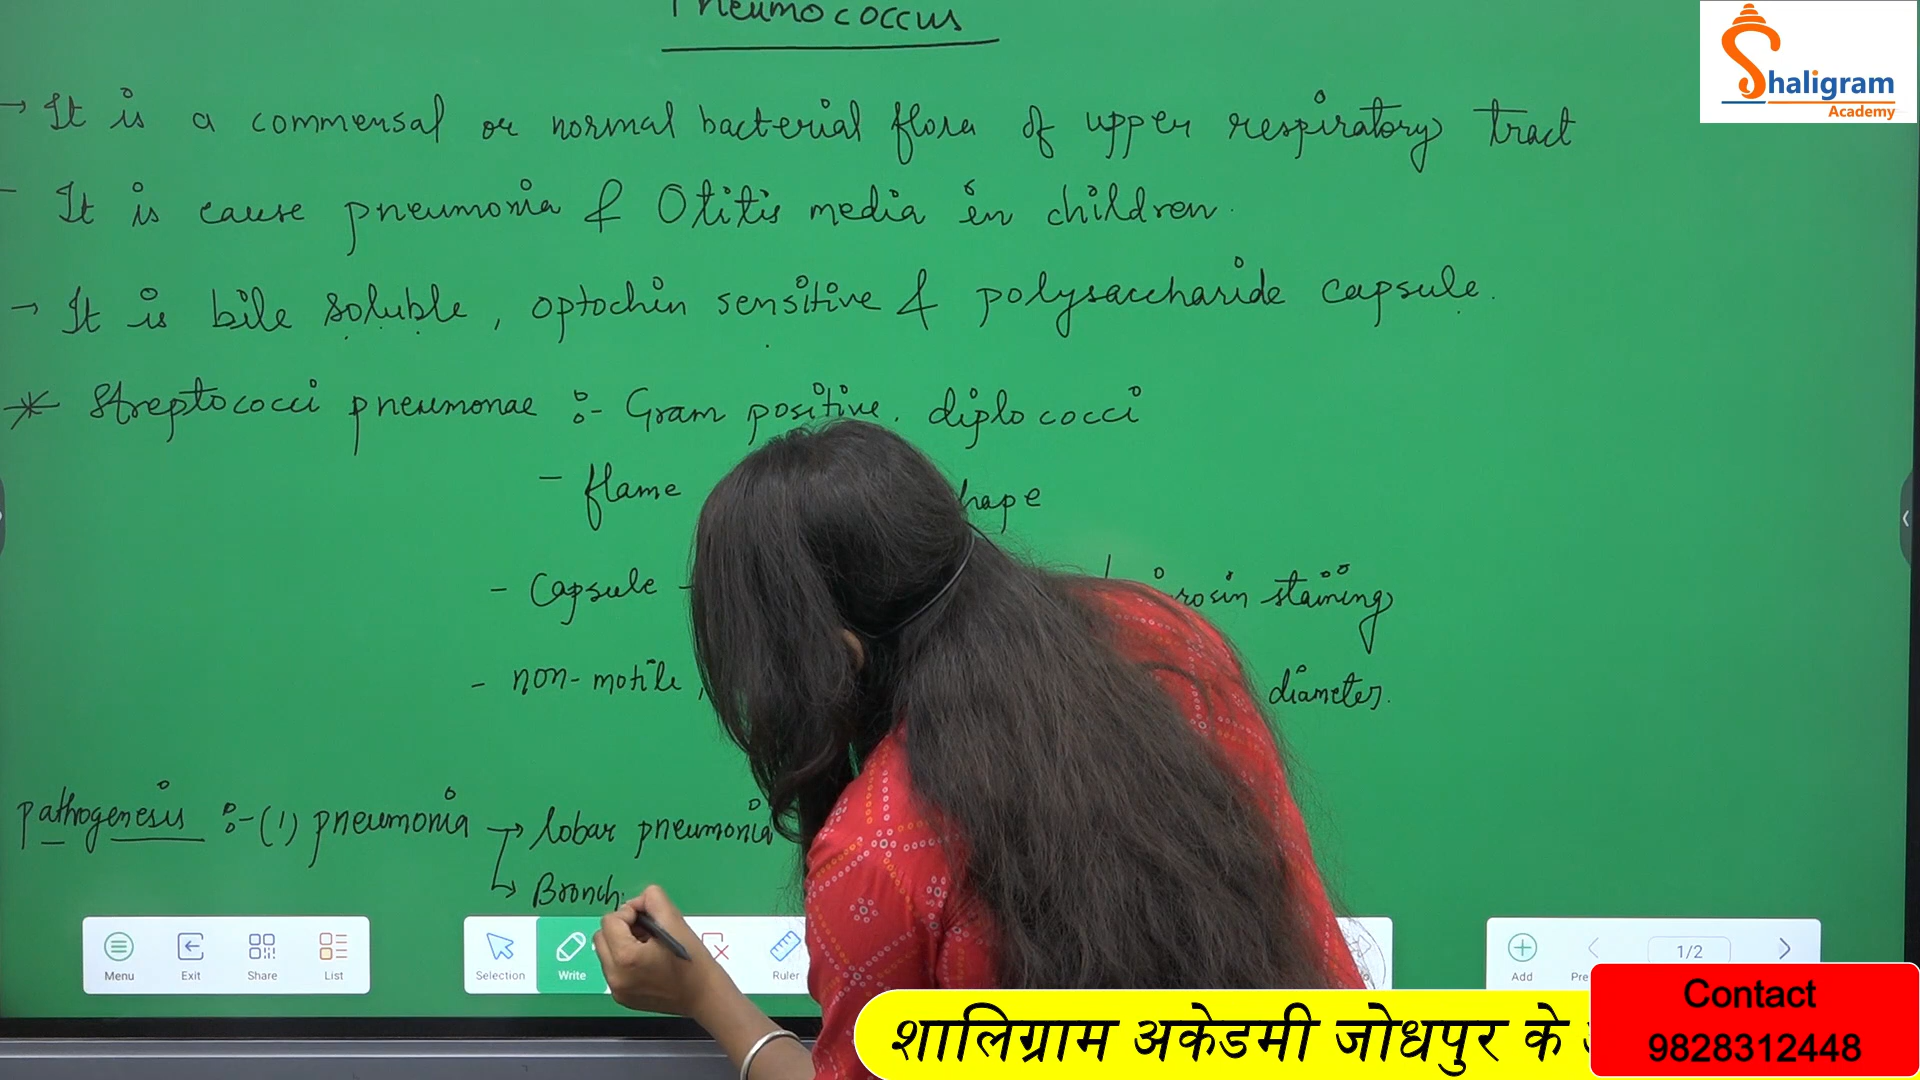 Pneumococcus
Shaligram
Academy
→ It is a commensal or normal bacterial flora of upper respiratory tract
- It is cause pneumonia & Otitis media in children.
→ It is bile soluble, optochin sensitive & polysaccharide capsule.
* Streptococci pneumonae :- Gram positive. diplococci
- flame hape
- Capsule - rosin staining
- non-motile, diameter.
pathogenesis :- (1) pneumonia → lobar pneumonia
↳ Bronch
Menu Exit Share List Selection Write Ruler Add Pre 1/2
शालिग्राम अकेडमी जोधपुर के
Contact
9828312448